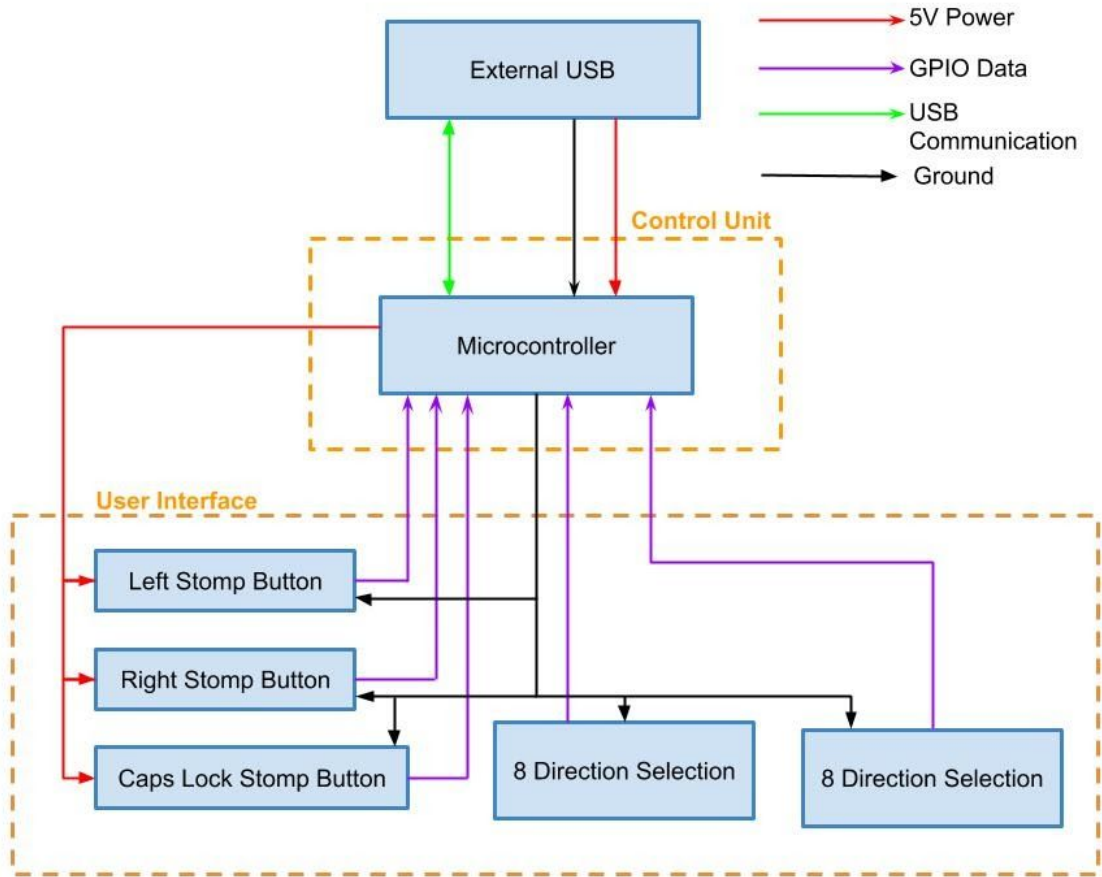 5V Power
External USB
GPIO Data
USB
Communication
Ground
Control Unit
Microcontroller
User Interface
Left Stomp Button
Right Stomp Button
Caps Lock Stomp Button
8 Direction Selection
8 Direction Selection